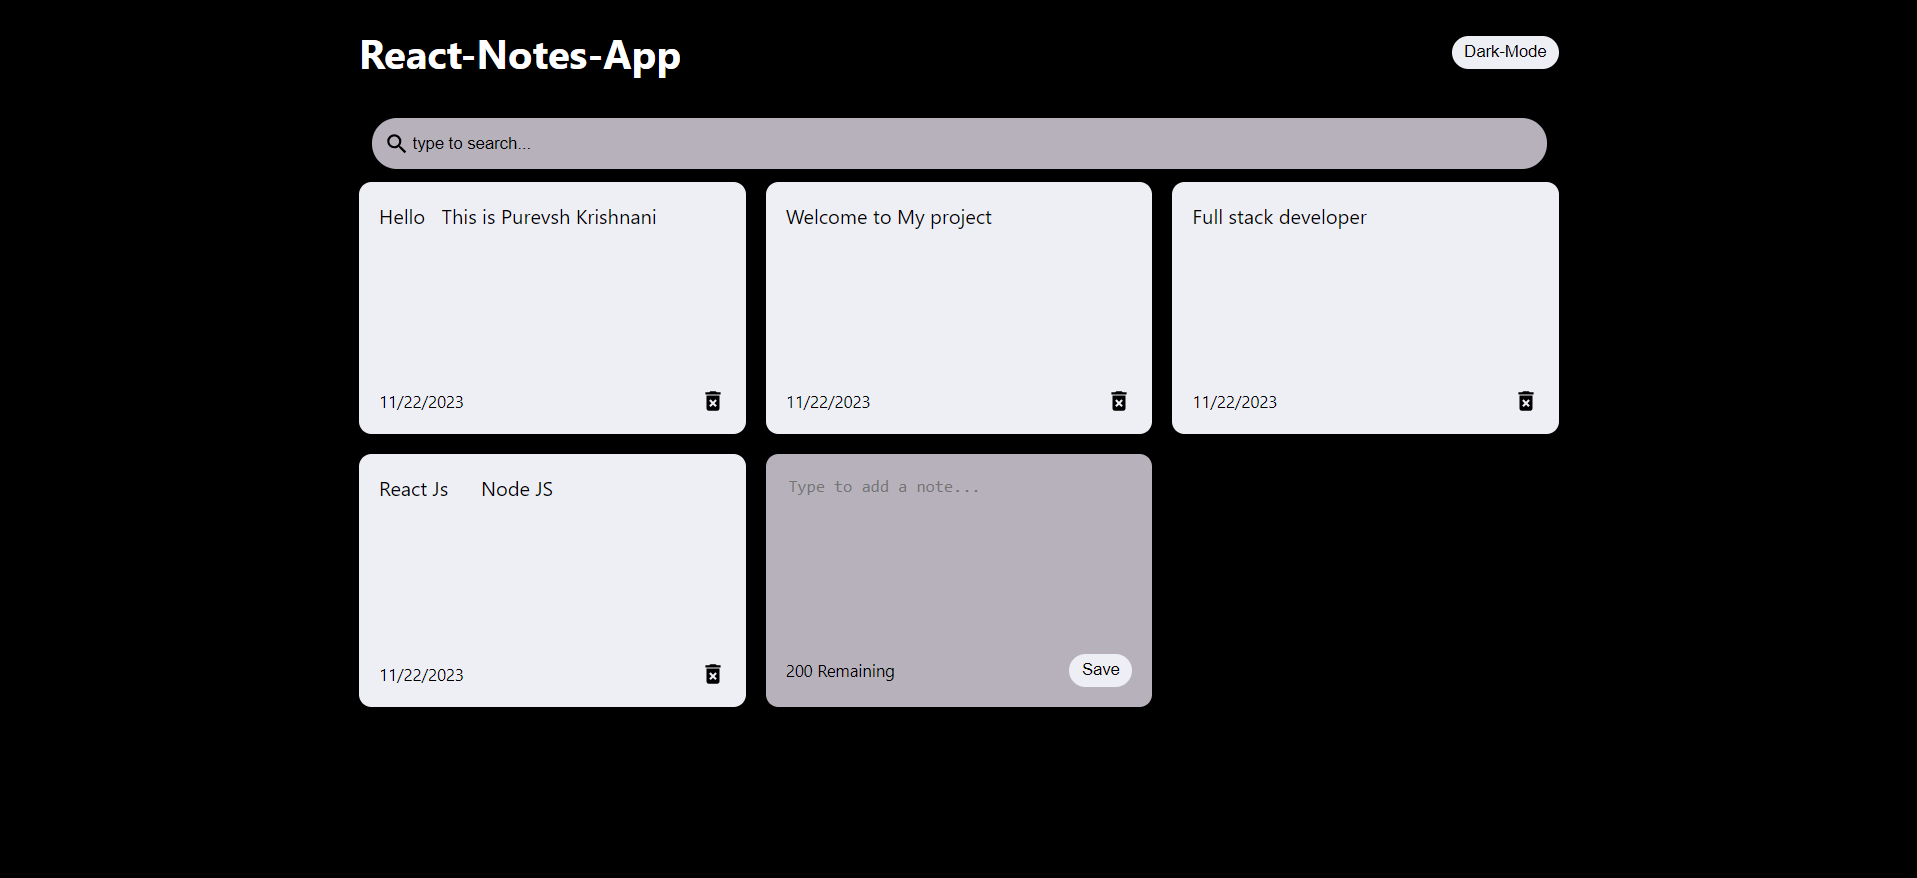 React-Notes-App
Dark-Mode
type to search...
Hello   This is Purevsh Krishnani
11/22/2023
Welcome to My project
11/22/2023
Full stack developer
11/22/2023
React Js      Node JS
11/22/2023
Type to add a note...
200 Remaining
Save